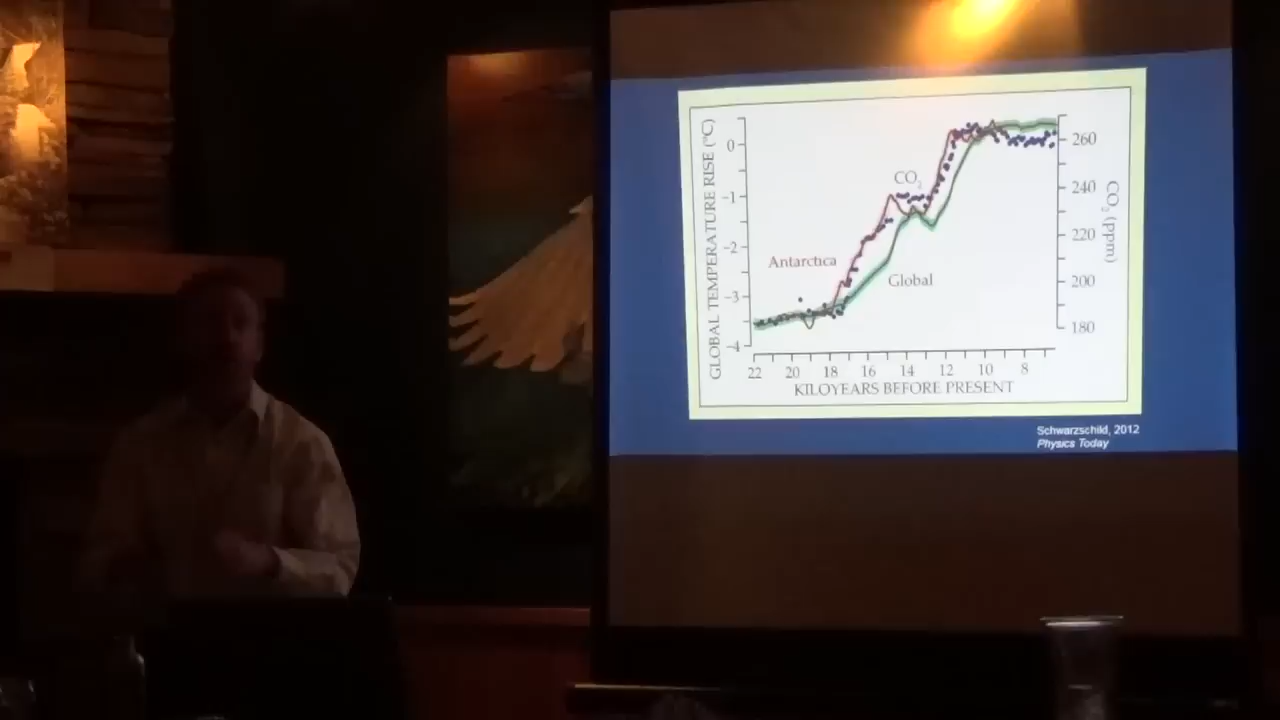 GLOBAL TEMPERATURE RISE (°C)
0
−1
−2
−3
−4
CO2
Antarctica
Global
260
240
220
200
180
CO2 (ppm)
22 20 18 16 14 12 10 8
KILOYEARS BEFORE PRESENT
Schwarzschild, 2012
Physics Today